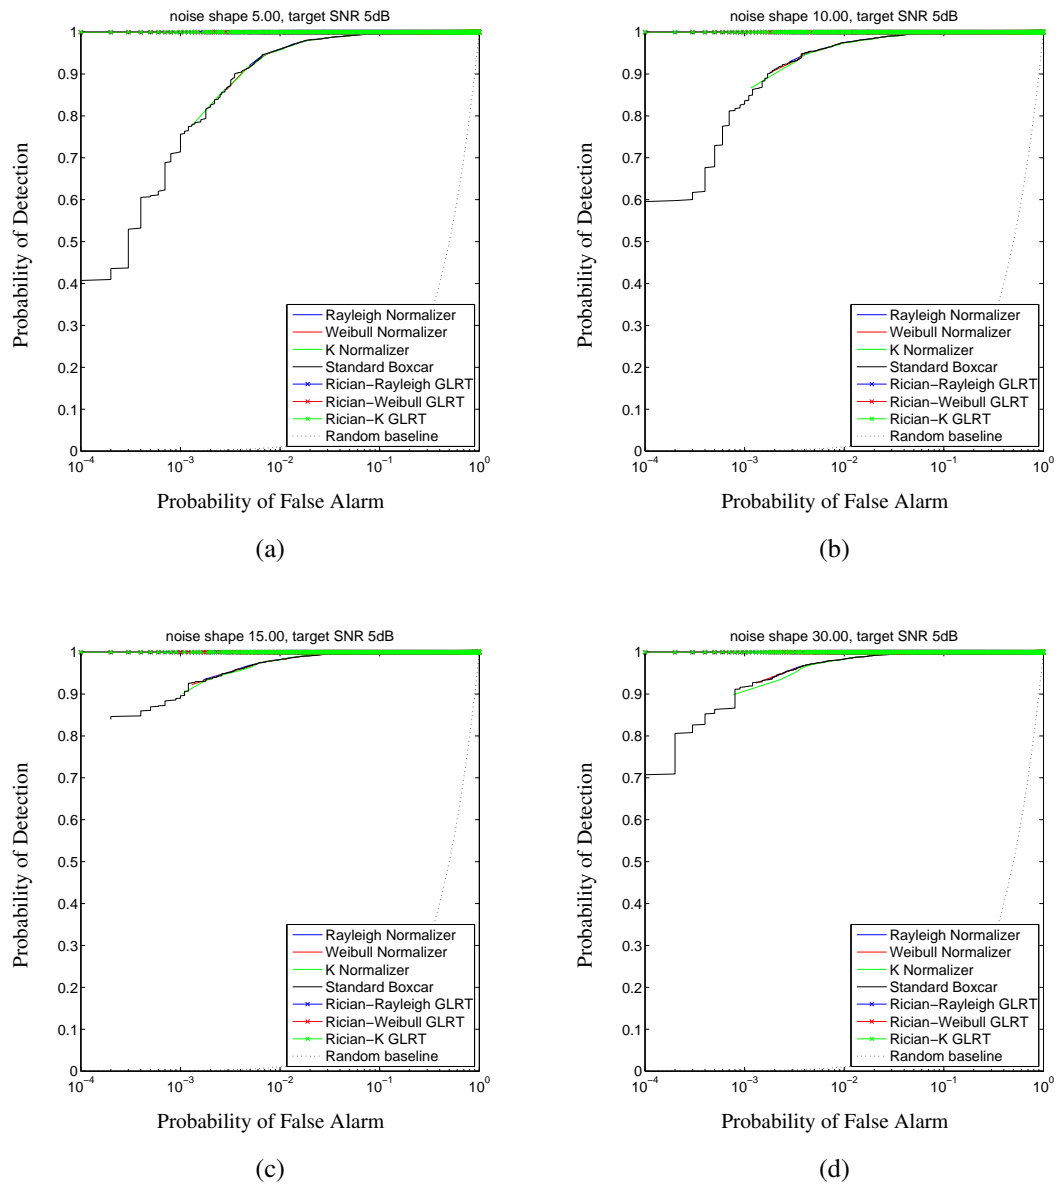 noise shape 5.00, target SNR 5dB
1
0.9
0.8
0.7
0.6
0.5
0.4
0.3
0.2
0.1
0
10−4
10−3
10−2
10−1
100
Probability of Detection
Probability of False Alarm
Rayleigh Normalizer
Weibull Normalizer
K Normalizer
Standard Boxcar
Rician−Rayleigh GLRT
Rician−Weibull GLRT
Rician−K GLRT
Random baseline
(a)
noise shape 10.00, target SNR 5dB
1
0.9
0.8
0.7
0.6
0.5
0.4
0.3
0.2
0.1
0
10−4
10−3
10−2
10−1
100
Probability of Detection
Probability of False Alarm
Rayleigh Normalizer
Weibull Normalizer
K Normalizer
Standard Boxcar
Rician−Rayleigh GLRT
Rician−Weibull GLRT
Rician−K GLRT
Random baseline
(b)
noise shape 15.00, target SNR 5dB
1
0.9
0.8
0.7
0.6
0.5
0.4
0.3
0.2
0.1
0
10−4
10−3
10−2
10−1
100
Probability of Detection
Probability of False Alarm
Rayleigh Normalizer
Weibull Normalizer
K Normalizer
Standard Boxcar
Rician−Rayleigh GLRT
Rician−Weibull GLRT
Rician−K GLRT
Random baseline
(c)
noise shape 30.00, target SNR 5dB
1
0.9
0.8
0.7
0.6
0.5
0.4
0.3
0.2
0.1
0
10−4
10−3
10−2
10−1
100
Probability of Detection
Probability of False Alarm
Rayleigh Normalizer
Weibull Normalizer
K Normalizer
Standard Boxcar
Rician−Rayleigh GLRT
Rician−Weibull GLRT
Rician−K GLRT
Random baseline
(d)